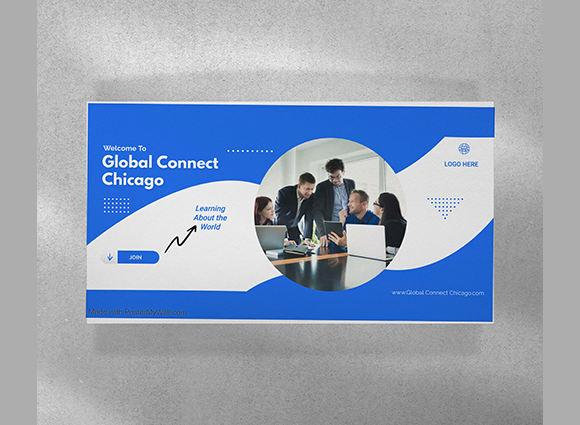 Welcome To
Global Connect
Chicago
LOGO HERE
Learning
About the
World
JOIN
www.Global Connect Chicago.com
Made with PosterMyWall.com